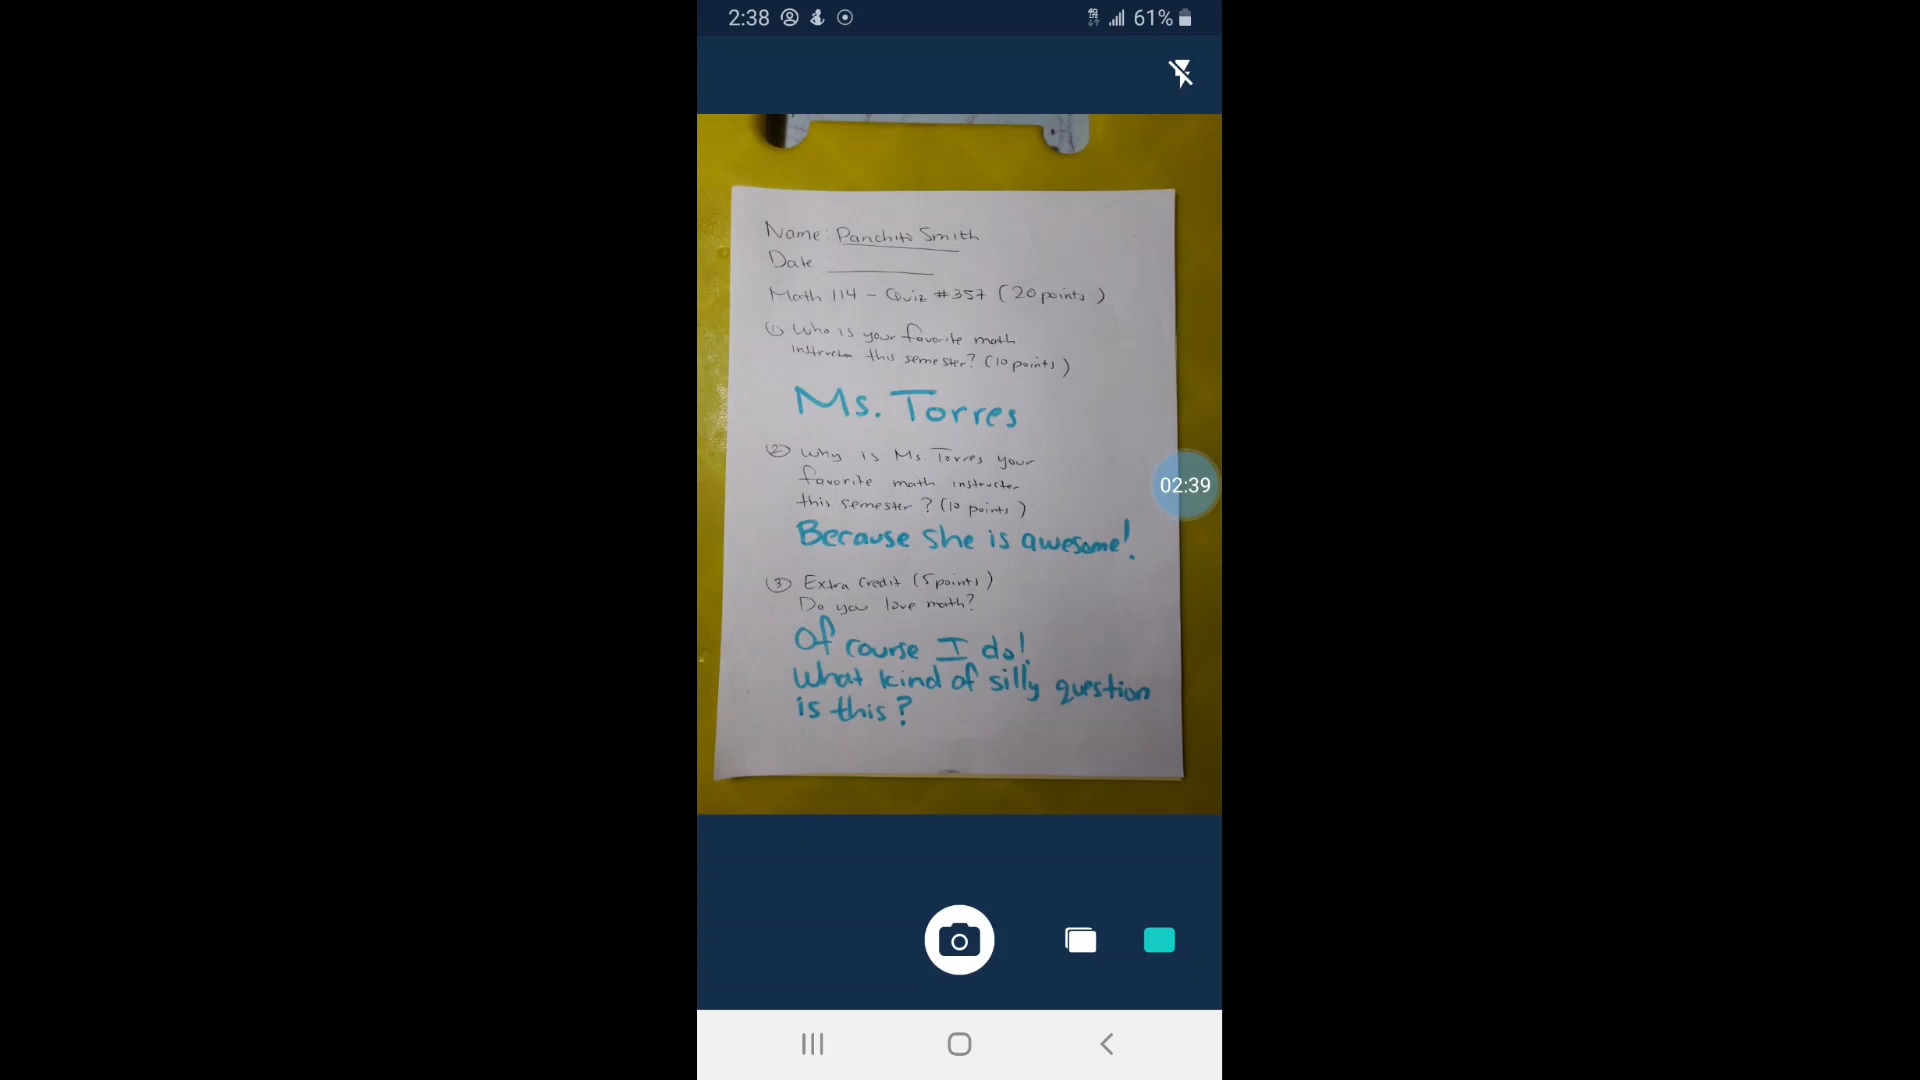 2:38
61%
Name: Panchito Smith
Date
Math 114 - Quiz #357 (20 points)
① Who is your favorite math
instructor this semester? (10 points)
Ms. Torres
② Why is Ms. Torres your
favorite math instructor
this semester? (10 points)
02:39
Because she is awesome!
③ Extra Credit (5 points)
Do you love math?
Of course I do!
What kind of silly question
is this?